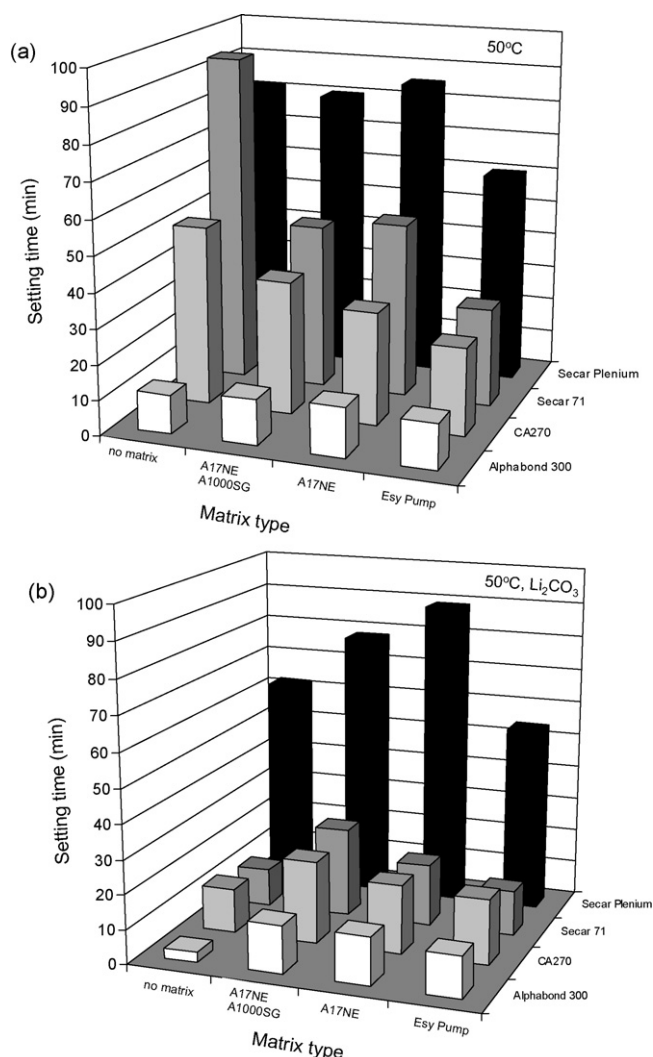 (a)
50°C
100
90
80
70
60
50
40
30
20
10
0
Setting time (min)
no matrix
A17NE
A1000SG
A17NE
Esy Pump
Matrix type
Secar Plenium
Secar 71
CA270
Alphabond 300
(b)
50°C, Li₂CO₃
100
90
80
70
60
50
40
30
20
10
0
Setting time (min)
no matrix
A17NE
A1000SG
A17NE
Esy Pump
Matrix type
Secar Plenium
Secar 71
CA270
Alphabond 300